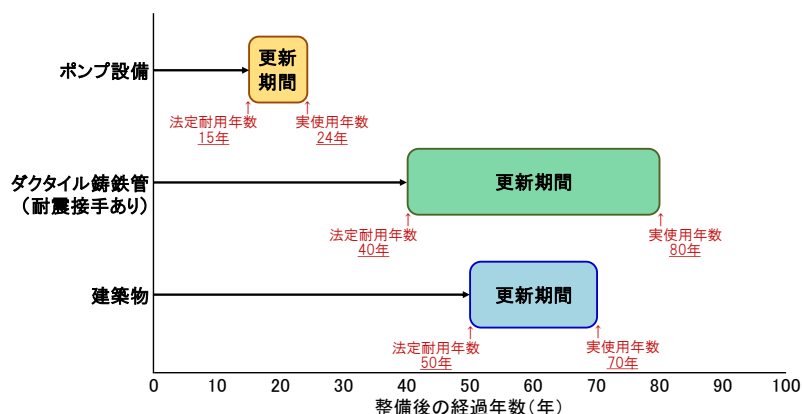 ポンプ設備
更新
期間
↑
法定耐用年数
15年
↑
実使用年数
24年
ダクタイル鋳鉄管
（耐震接手あり）
更新期間
↑
法定耐用年数
40年
↑
実使用年数
80年
建築物
更新期間
↑
法定耐用年数
50年
↑
実使用年数
70年
0 10 20 30 40 50 60 70 80 90 100
整備後の経過年数（年）